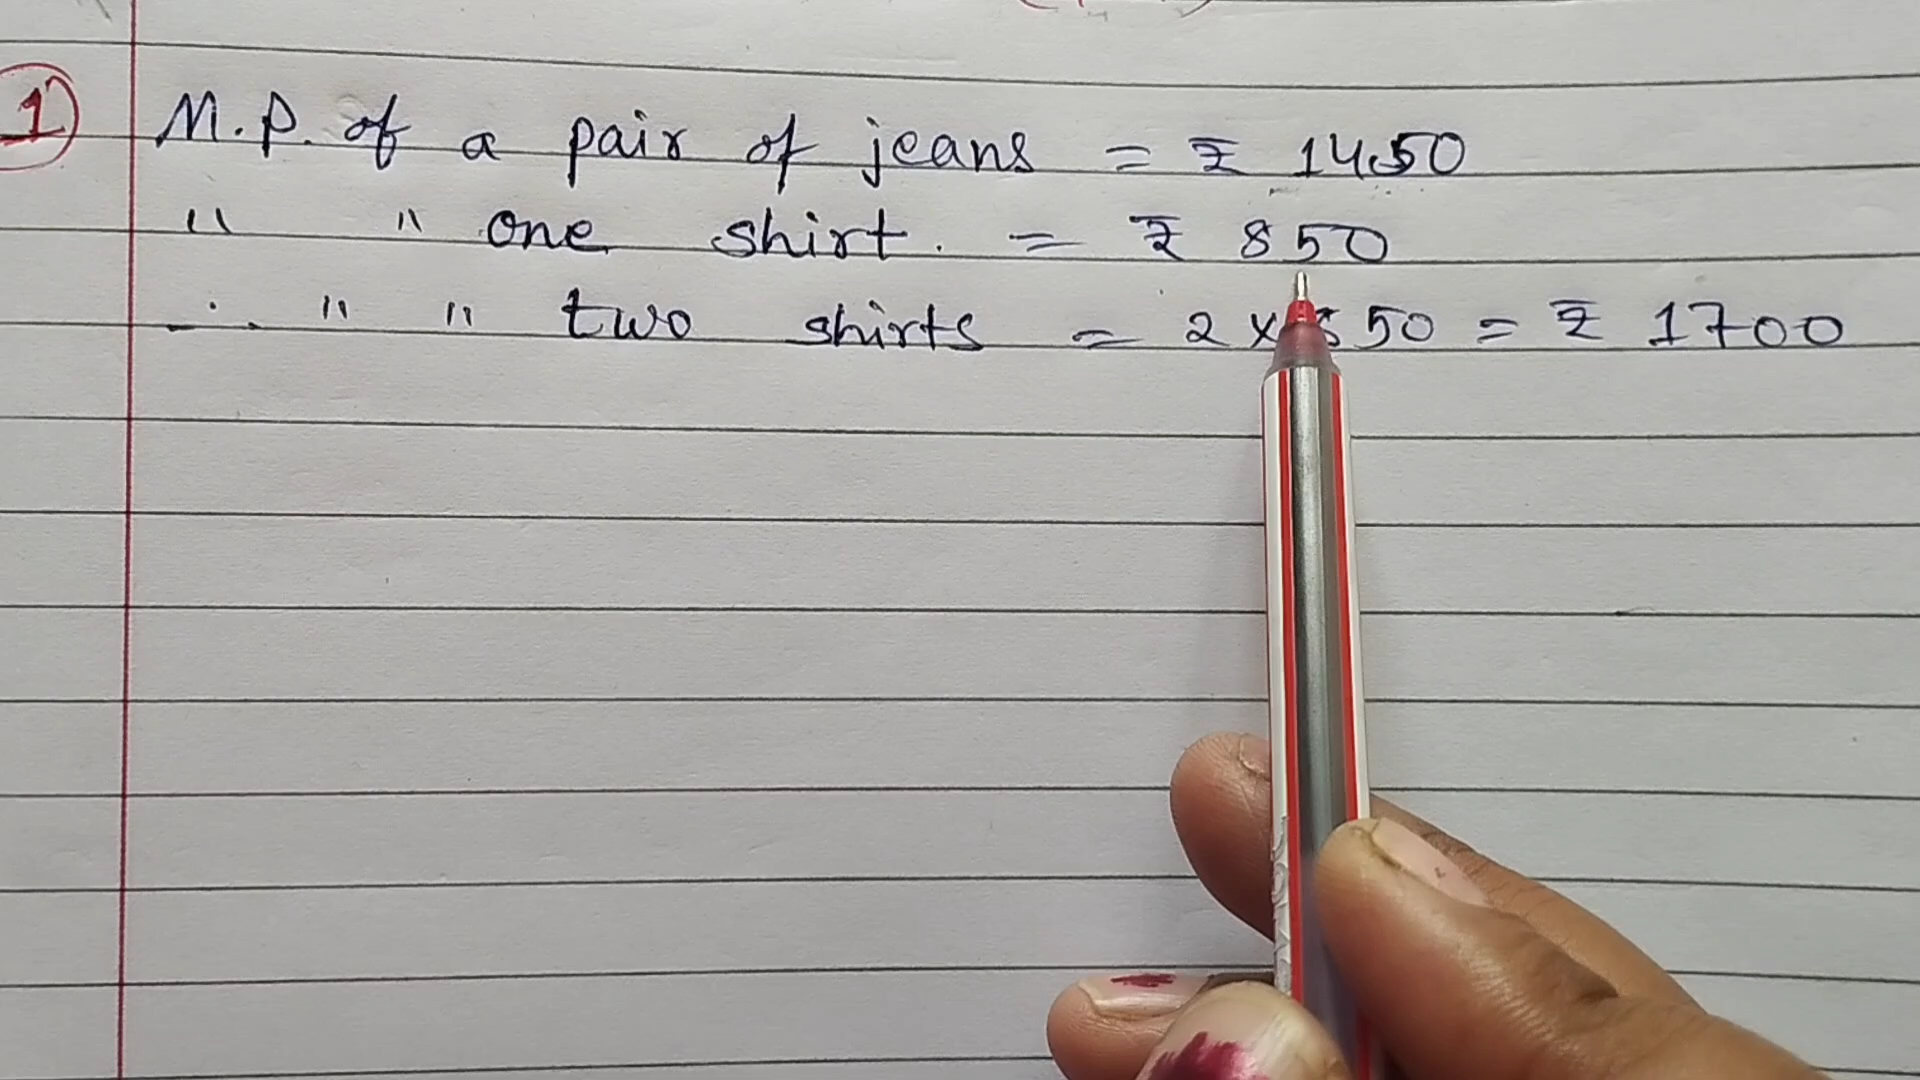 1
M.P. of a pair of jeans = ₹ 1450
" " one shirt. = ₹ 850
∴ " " two shirts = 2 × 850 = ₹ 1700